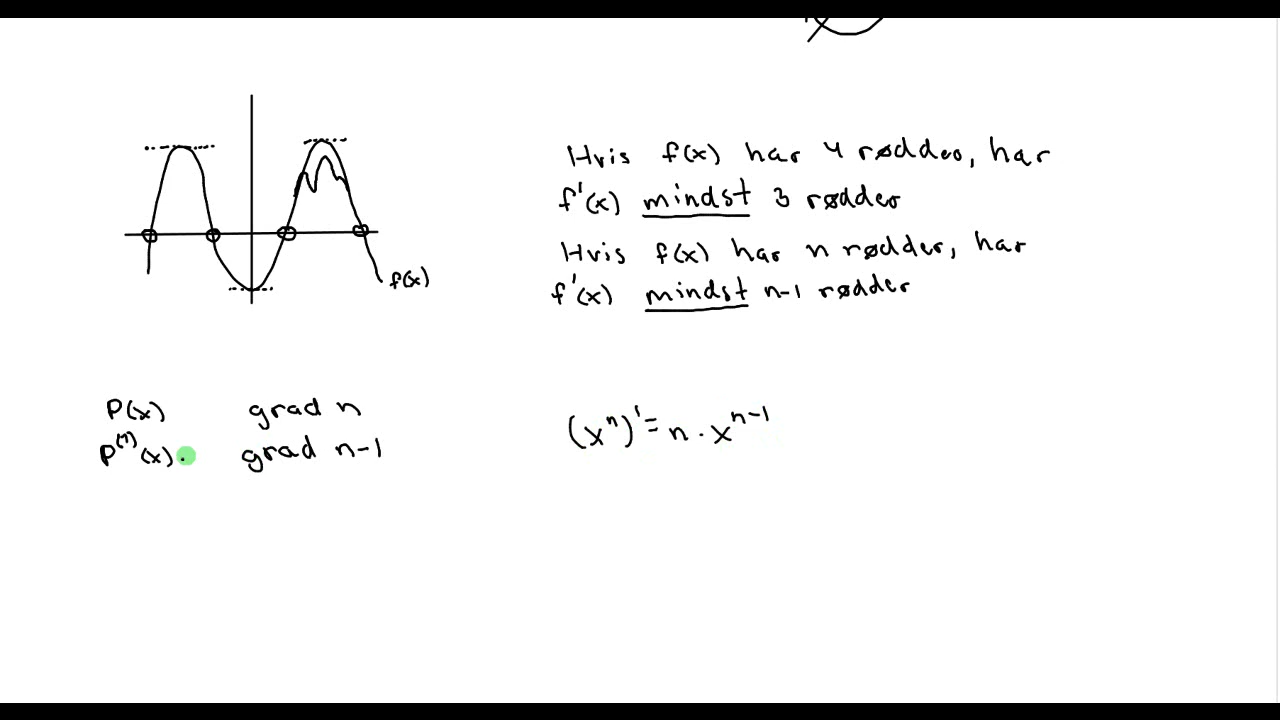 Hvis f(x) har 4 rødder, har
f'(x) mindst 3 rødder
Hvis f(x) har n rødder, har
f'(x) mindst n-1 rødder
f(x)
P(x) grad n
P⁽¹⁾(x). grad n-1
(xⁿ)' = n · xⁿ⁻¹